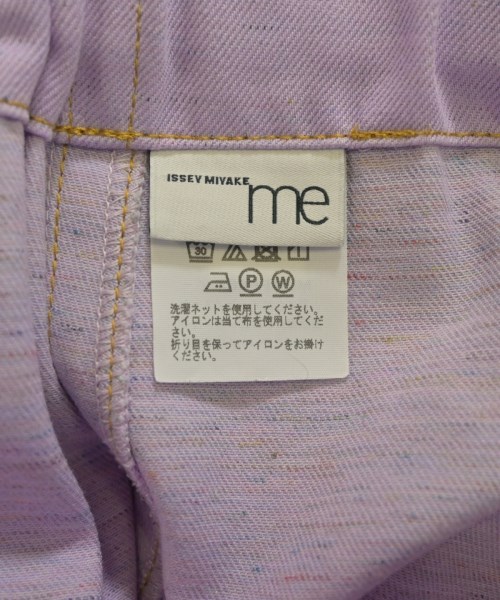 ISSEY MIYAKE
me
30
P W
洗濯ネットを使用してください。
アイロンは当て布を使用してくだ
さい。
折り目を保ってアイロンをお掛け
ください。